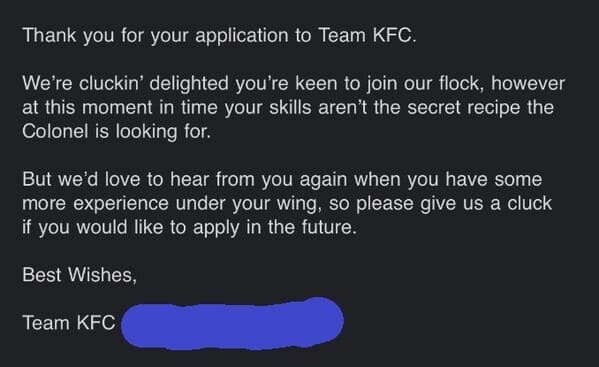 Thank you for your application to Team KFC.
We’re cluckin’ delighted you’re keen to join our flock, however
at this moment in time your skills aren’t the secret recipe the
Colonel is looking for.
But we’d love to hear from you again when you have some
more experience under your wing, so please give us a cluck
if you would like to apply in the future.
Best Wishes,
Team KFC